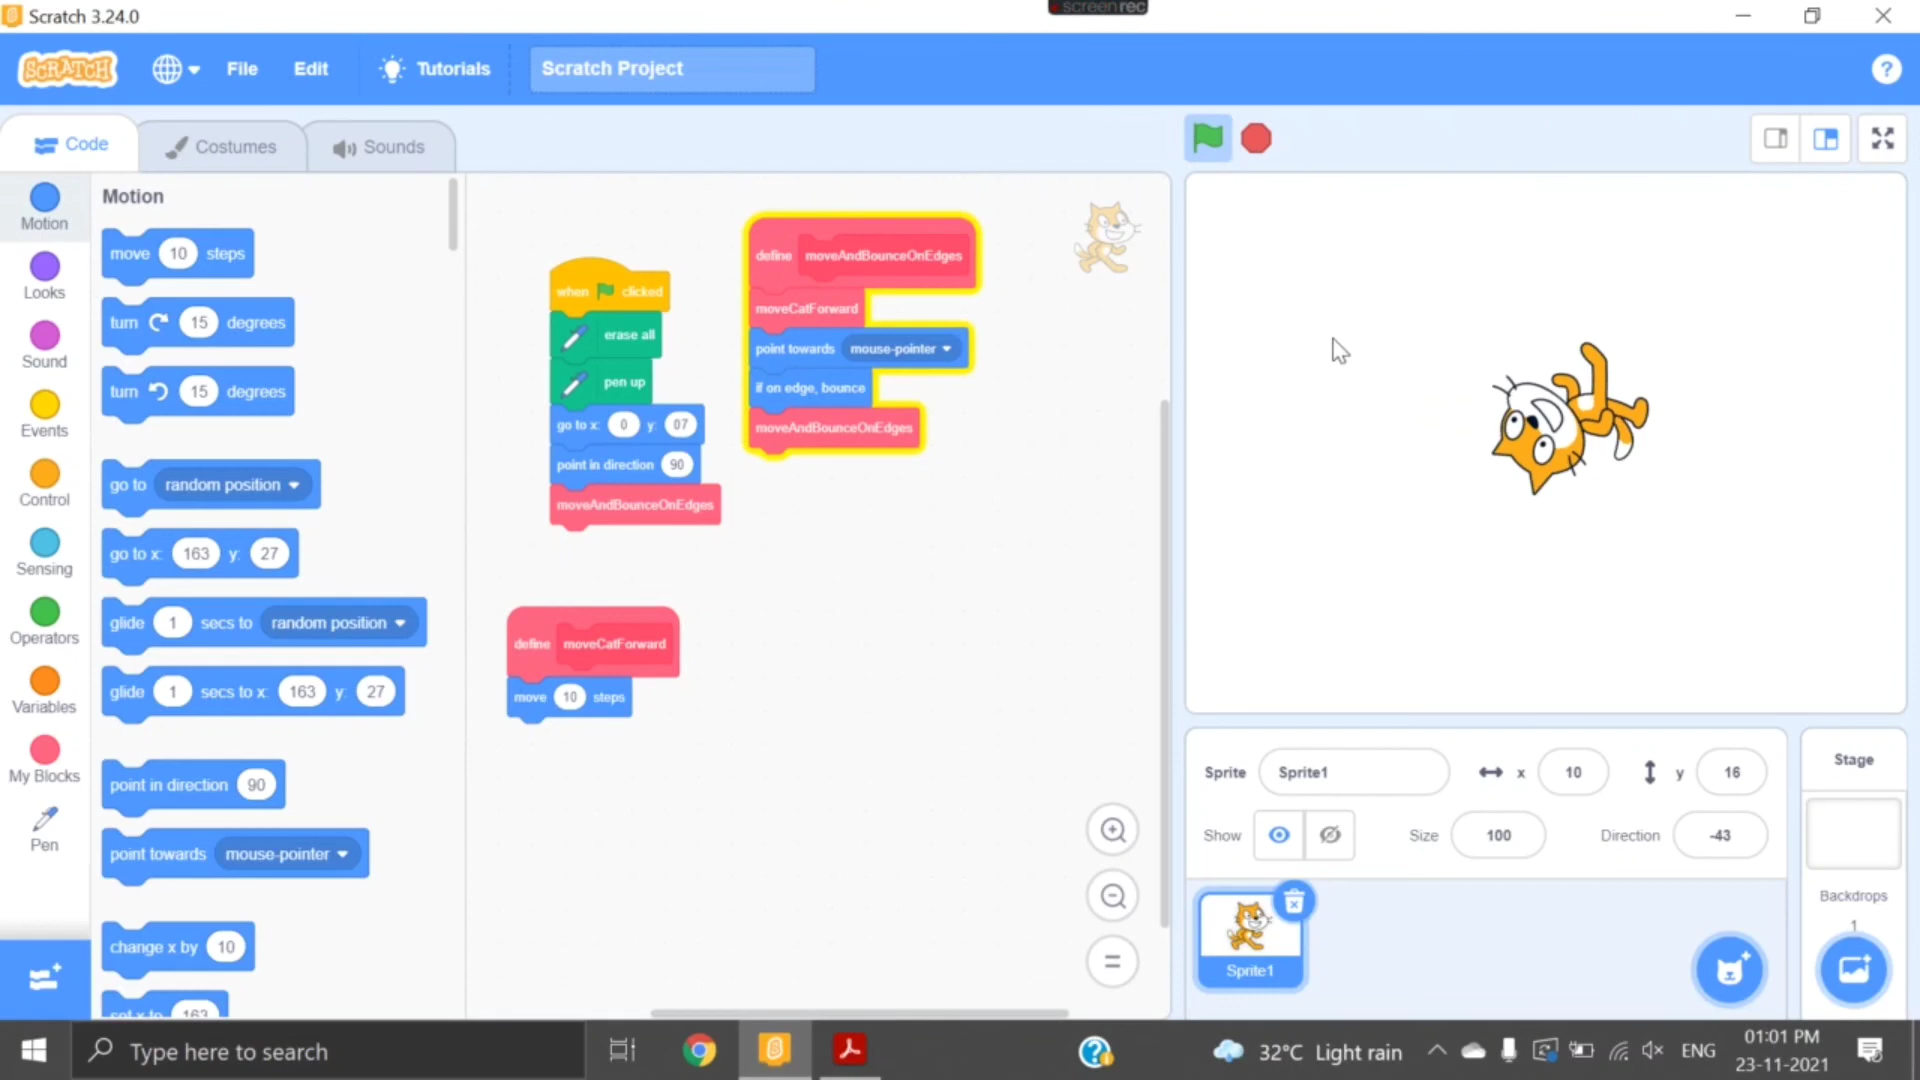 Scratch 3.24.0
screenrec
SCRATCH
File
Edit
Tutorials
Scratch Project
?
Code
Costumes
Sounds
Motion
Looks
Sound
Events
Control
Sensing
Operators
Variables
My Blocks
Pen
Motion
move 10 steps
turn 15 degrees
turn 15 degrees
go to random position
go to x: 163 y: 27
glide 1 secs to random position
glide 1 secs to x: 163 y: 27
point in direction 90
point towards mouse-pointer
change x by 10
set x to 163
when clicked
erase all
pen up
go to x: 0 y: 07
point in direction 90
moveAndBounceOnEdges
define moveAndBounceOnEdges
moveCatForward
point towards mouse-pointer
if on edge, bounce
moveAndBounceOnEdges
define moveCatForward
move 10 steps
Sprite Sprite1 x 10 y 16
Show Size 100 Direction -43
Sprite1
Stage
Backdrops
1
Type here to search
32°C Light rain
ENG
01:01 PM
23-11-2021